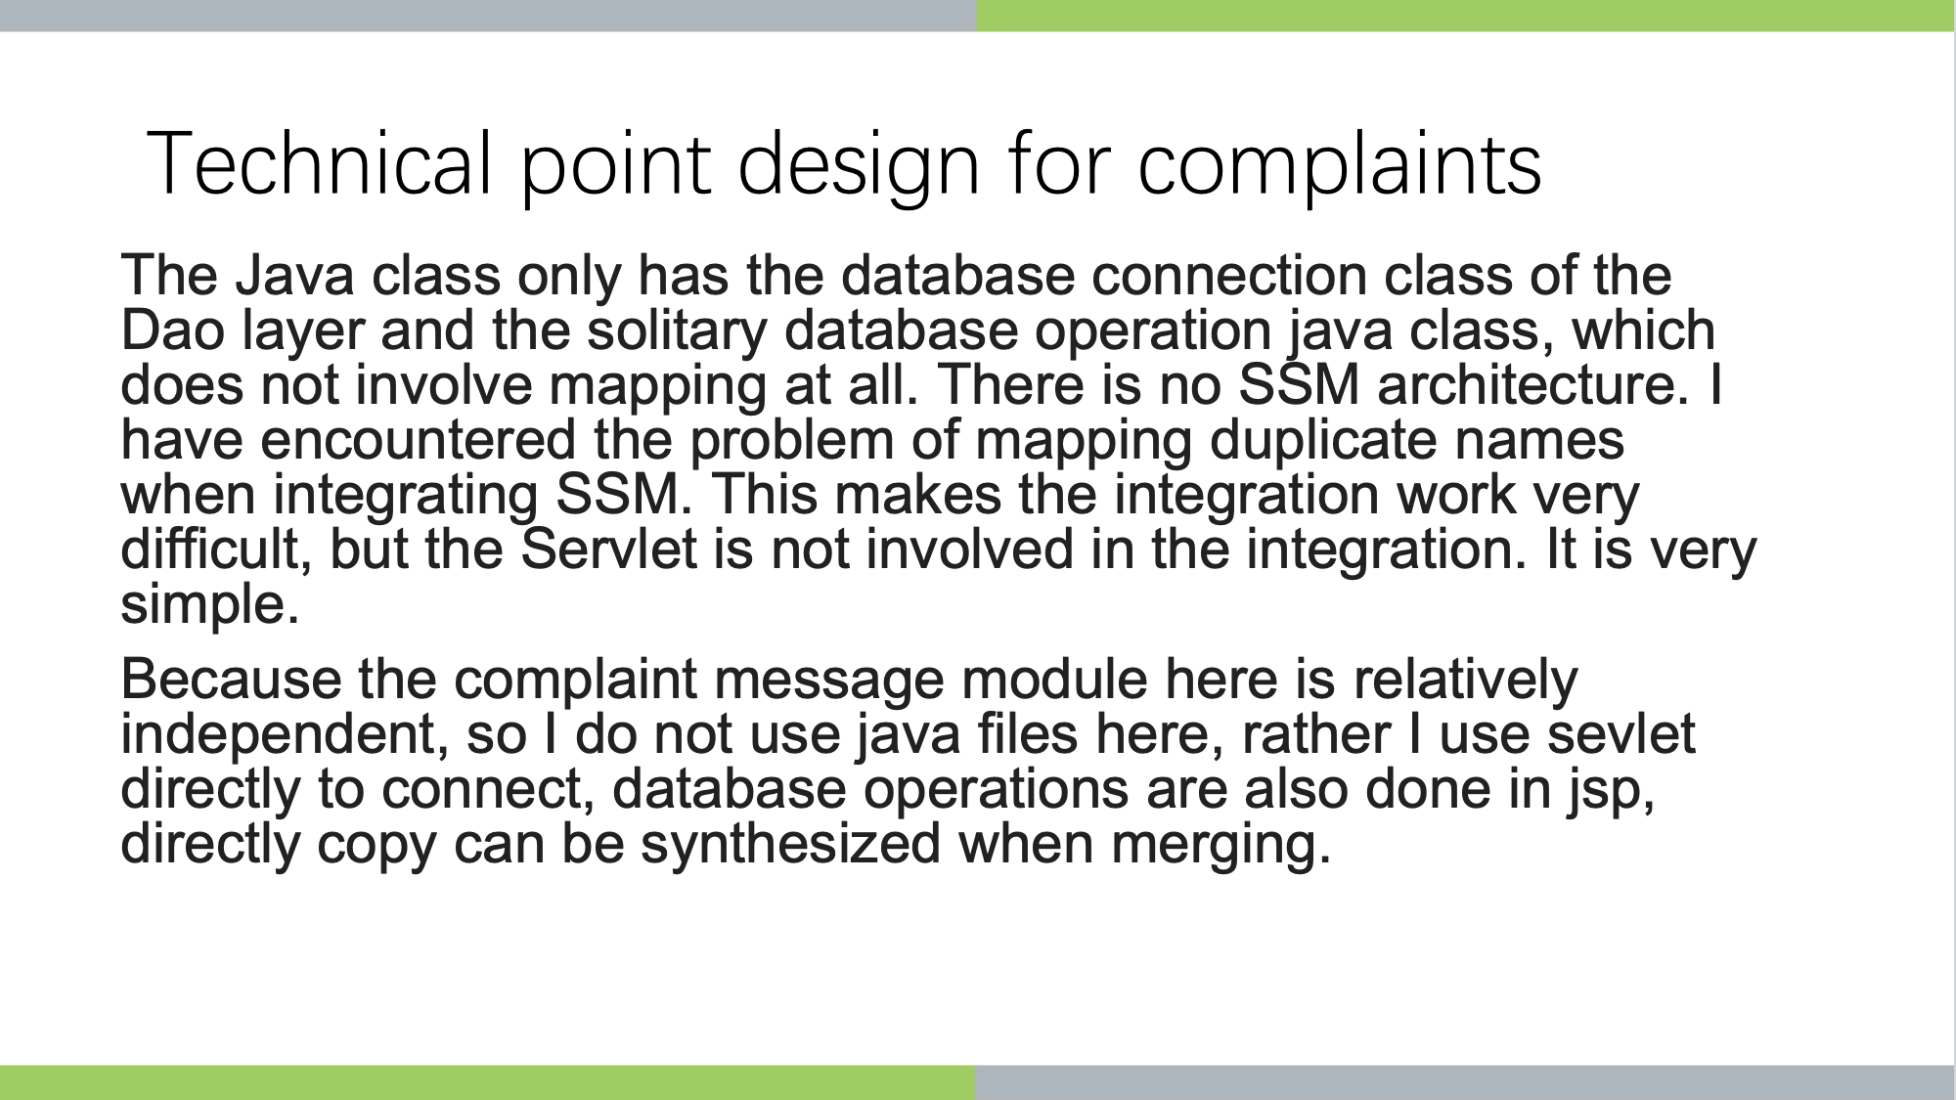 Technical point design for complaints
The Java class only has the database connection class of the
Dao layer and the solitary database operation java class, which
does not involve mapping at all. There is no SSM architecture. I
have encountered the problem of mapping duplicate names
when integrating SSM. This makes the integration work very
difficult, but the Servlet is not involved in the integration. It is very
simple.
Because the complaint message module here is relatively
independent, so I do not use java files here, rather I use sevlet
directly to connect, database operations are also done in jsp,
directly copy can be synthesized when merging.